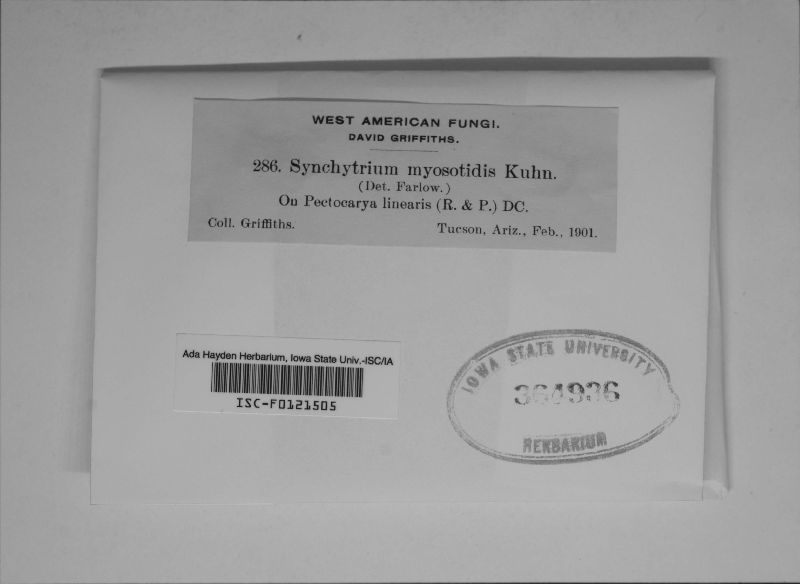 WEST AMERICAN FUNGI.
DAVID GRIFFITHS.
286. Synchytrium myosotidis Kuhn.
(Det. Farlow.)
On Pectocarya linearis (R. & P.) DC.
Coll. Griffiths. Tucson, Ariz., Feb., 1901.
Ada Hayden Herbarium, Iowa State Univ.-ISC/IA
ISC-F0121505
IOWA STATE UNIVERSITY
364936
HERBARIUM